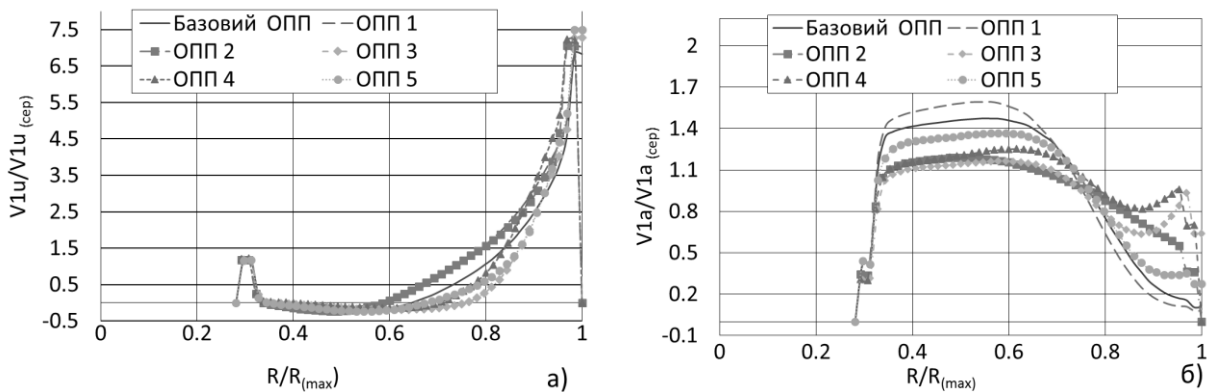 7.5
6.5
5.5
4.5
3.5
2.5
1.5
0.5
-0.5
V1u/V1u (сер)
Базовий ОПП
ОПП 1
ОПП 2
ОПП 3
ОПП 4
ОПП 5
0 0.2 0.4 0.6 0.8 1
R/R(max)
а)
2
1.7
1.4
1.1
0.8
0.5
0.2
-0.1
V1a/V1a (сер)
Базовий ОПП
ОПП 1
ОПП 2
ОПП 3
ОПП 4
ОПП 5
0 0.2 0.4 0.6 0.8 1
R/R(max)
б)